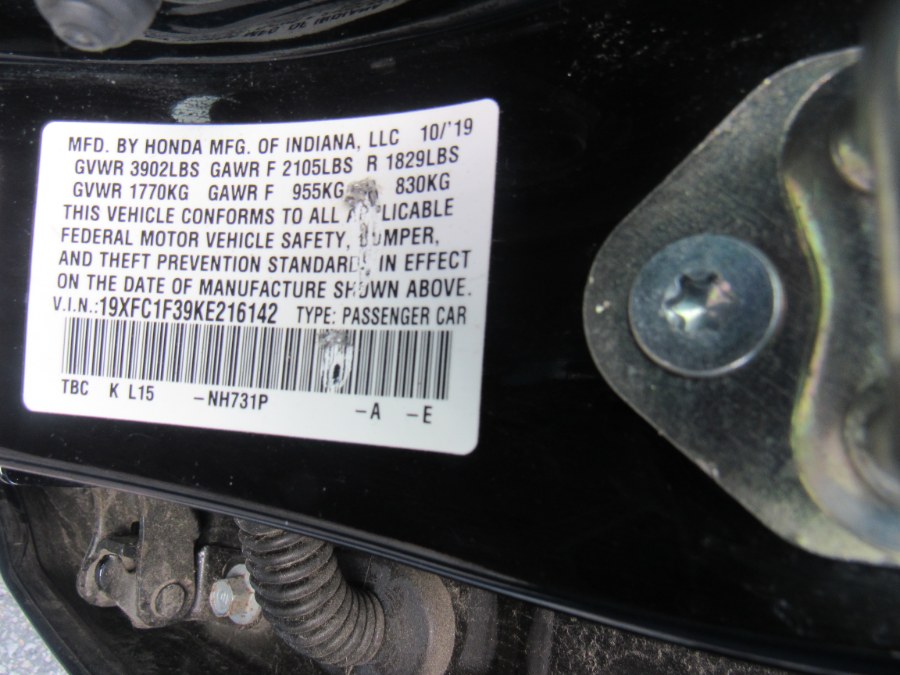 MFD. BY HONDA MFG. OF INDIANA, LLC 10/'19
GVWR 3902LBS GAWR F 2105LBS R 1829LBS
GVWR 1770KG GAWR F 955KG 830KG
THIS VEHICLE CONFORMS TO ALL
FEDERAL MOTOR VEHICLE SAFETY,
AND THEFT PREVENTION STANDARDS IN EFFECT
ON THE DATE OF MANUFACTURE SHOWN ABOVE.
V.I.N.:19XFC1F39KE216142 TYPE: PASSENGER CAR
TBC K L15 -NH731P -A -E